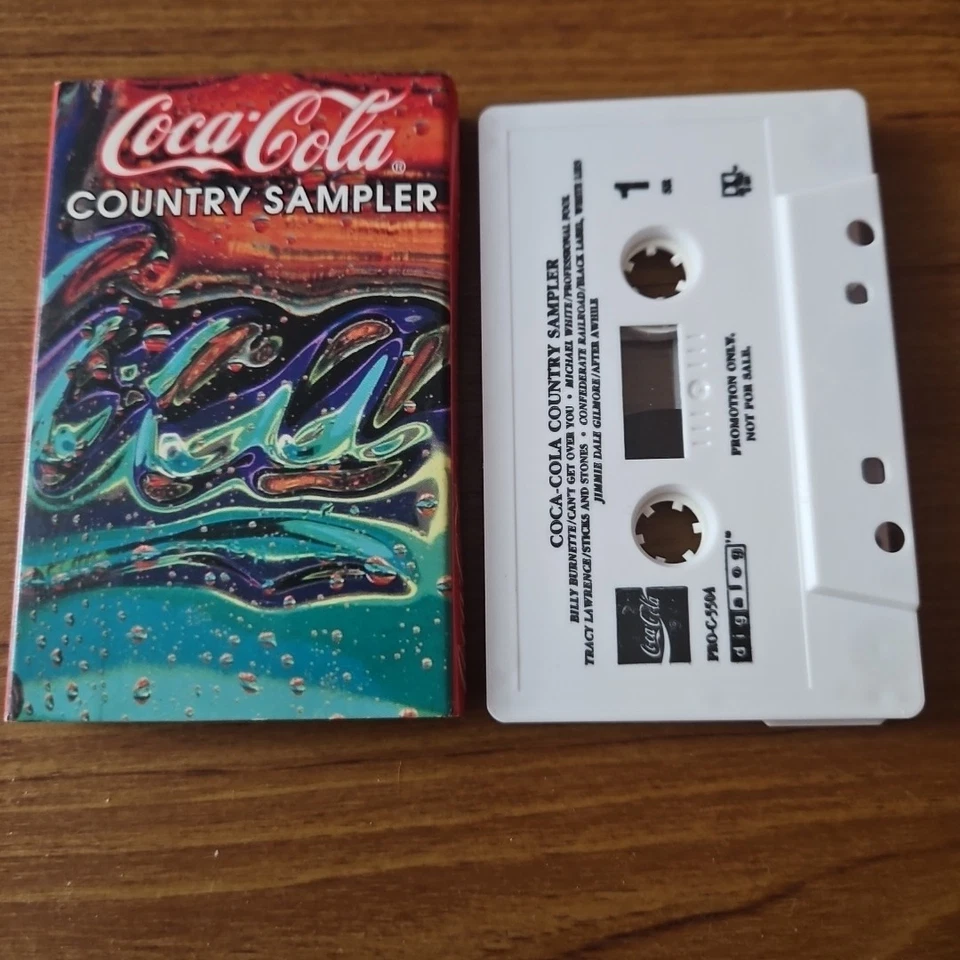 Coca-Cola®
COUNTRY SAMPLER
COCA-COLA COUNTRY SAMPLER
BILLY BURNETTE/CAN'T GET OVER YOU • MICHAEL WHITE/PROFESSIONAL FOOL
TRACY LAWRENCE/STICKS AND STONES • CONFEDERATE RAILROAD/BLACK LABEL, WHITE LIES
JIMMIE DALE GILMORE/AFTER AWHILE
1
SR
Coca-Cola
PRO-C-5504
digalog™
PROMOTION ONLY.
NOT FOR SALE.